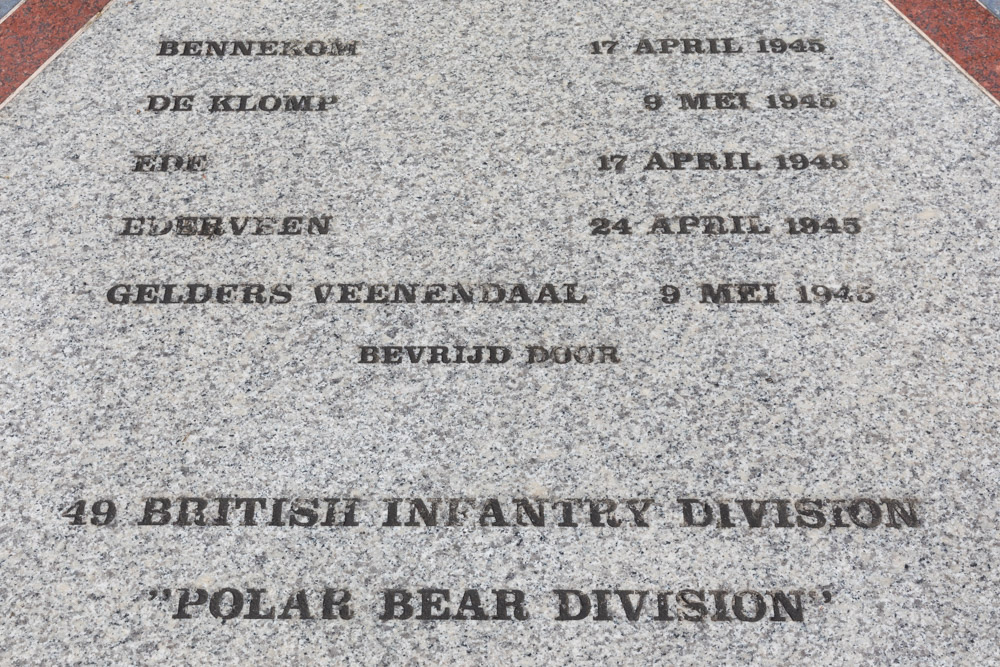 BENNEKOM 17 APRIL 1945
DE KLOMP 9 MEI 1945
EDE 17 APRIL 1945
EDERVEEN 24 APRIL 1945
GELDERS VEENENDAAL 9 MEI 1945
BEVRIJD DOOR
49 BRITISH INFANTRY DIVISION
"POLAR BEAR DIVISION"